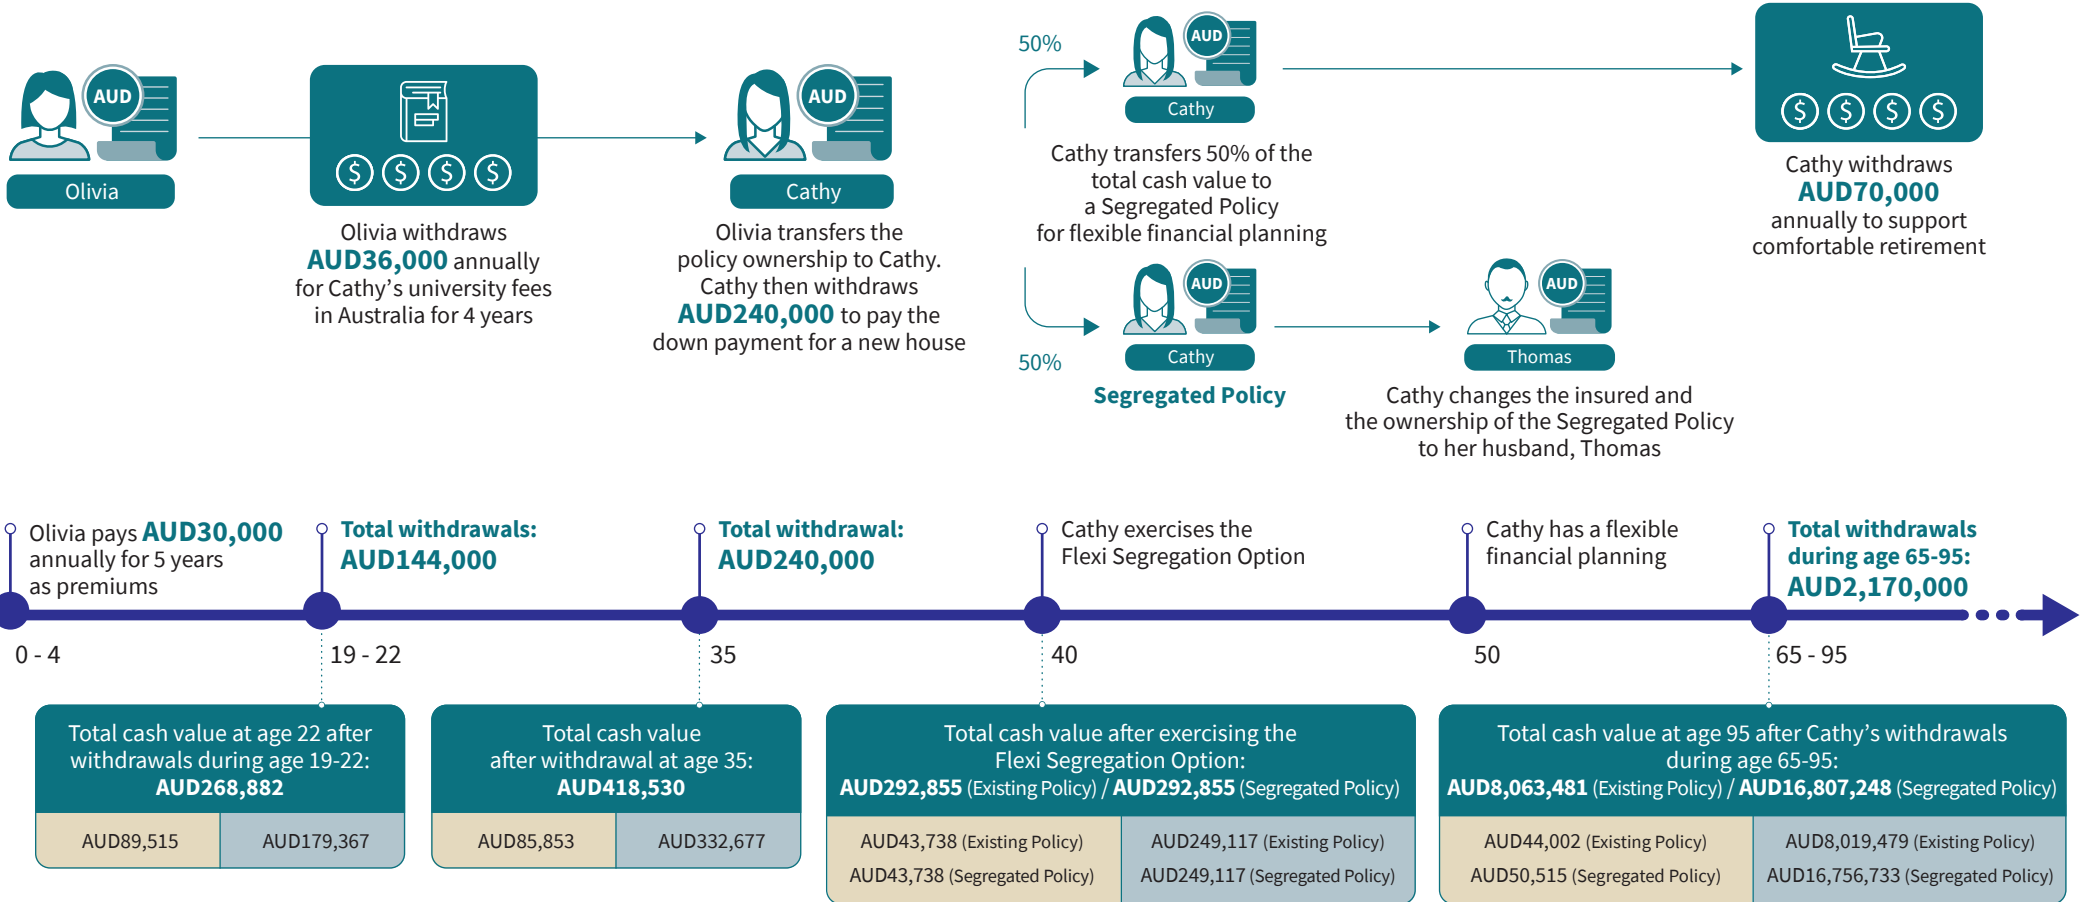 AUD
Olivia
$ $ $ $
Olivia withdraws
AUD36,000 annually
for Cathy’s university fees
in Australia for 4 years
AUD
Cathy
Olivia transfers the
policy ownership to Cathy.
Cathy then withdraws
AUD240,000 to pay the
down payment for a new house
50%
AUD
Cathy
Cathy transfers 50% of the
total cash value to
a Segregated Policy
for flexible financial planning
50%
AUD
Cathy
Segregated Policy
AUD
Thomas
Cathy changes the insured and
the ownership of the Segregated Policy
to her husband, Thomas
$ $ $ $
Cathy withdraws
AUD70,000
annually to support
comfortable retirement
Olivia pays AUD30,000
annually for 5 years
as premiums
Total withdrawals:
AUD144,000
Total withdrawal:
AUD240,000
Cathy exercises the
Flexi Segregation Option
Cathy has a flexible
financial planning
Total withdrawals
during age 65-95:
AUD2,170,000
0 - 4
19 - 22
35
40
50
65 - 95
Total cash value at age 22 after
withdrawals during age 19-22:
AUD268,882
AUD89,515
AUD179,367
Total cash value
after withdrawal at age 35:
AUD418,530
AUD85,853
AUD332,677
Total cash value after exercising the
Flexi Segregation Option:
AUD292,855 (Existing Policy) / AUD292,855 (Segregated Policy)
AUD43,738 (Existing Policy)
AUD43,738 (Segregated Policy)
AUD249,117 (Existing Policy)
AUD249,117 (Segregated Policy)
Total cash value at age 95 after Cathy’s withdrawals
during age 65-95:
AUD8,063,481 (Existing Policy) / AUD16,807,248 (Segregated Policy)
AUD44,002 (Existing Policy)
AUD50,515 (Segregated Policy)
AUD8,019,479 (Existing Policy)
AUD16,756,733 (Segregated Policy)